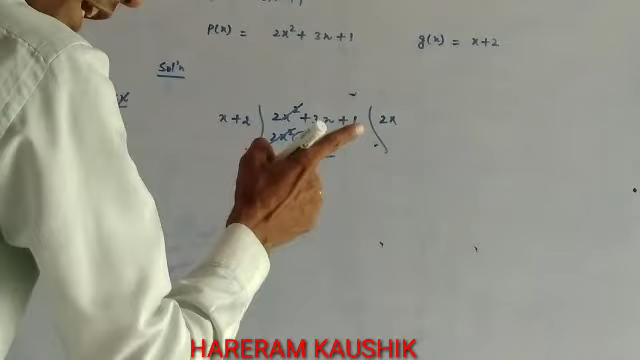 P(x) = 2x² + 3x + 1 g(x) = x+2
Sol'n
x+2 ) 2x² + 3x + 1 ( 2x
2x²
HARERAM KAUSHIK